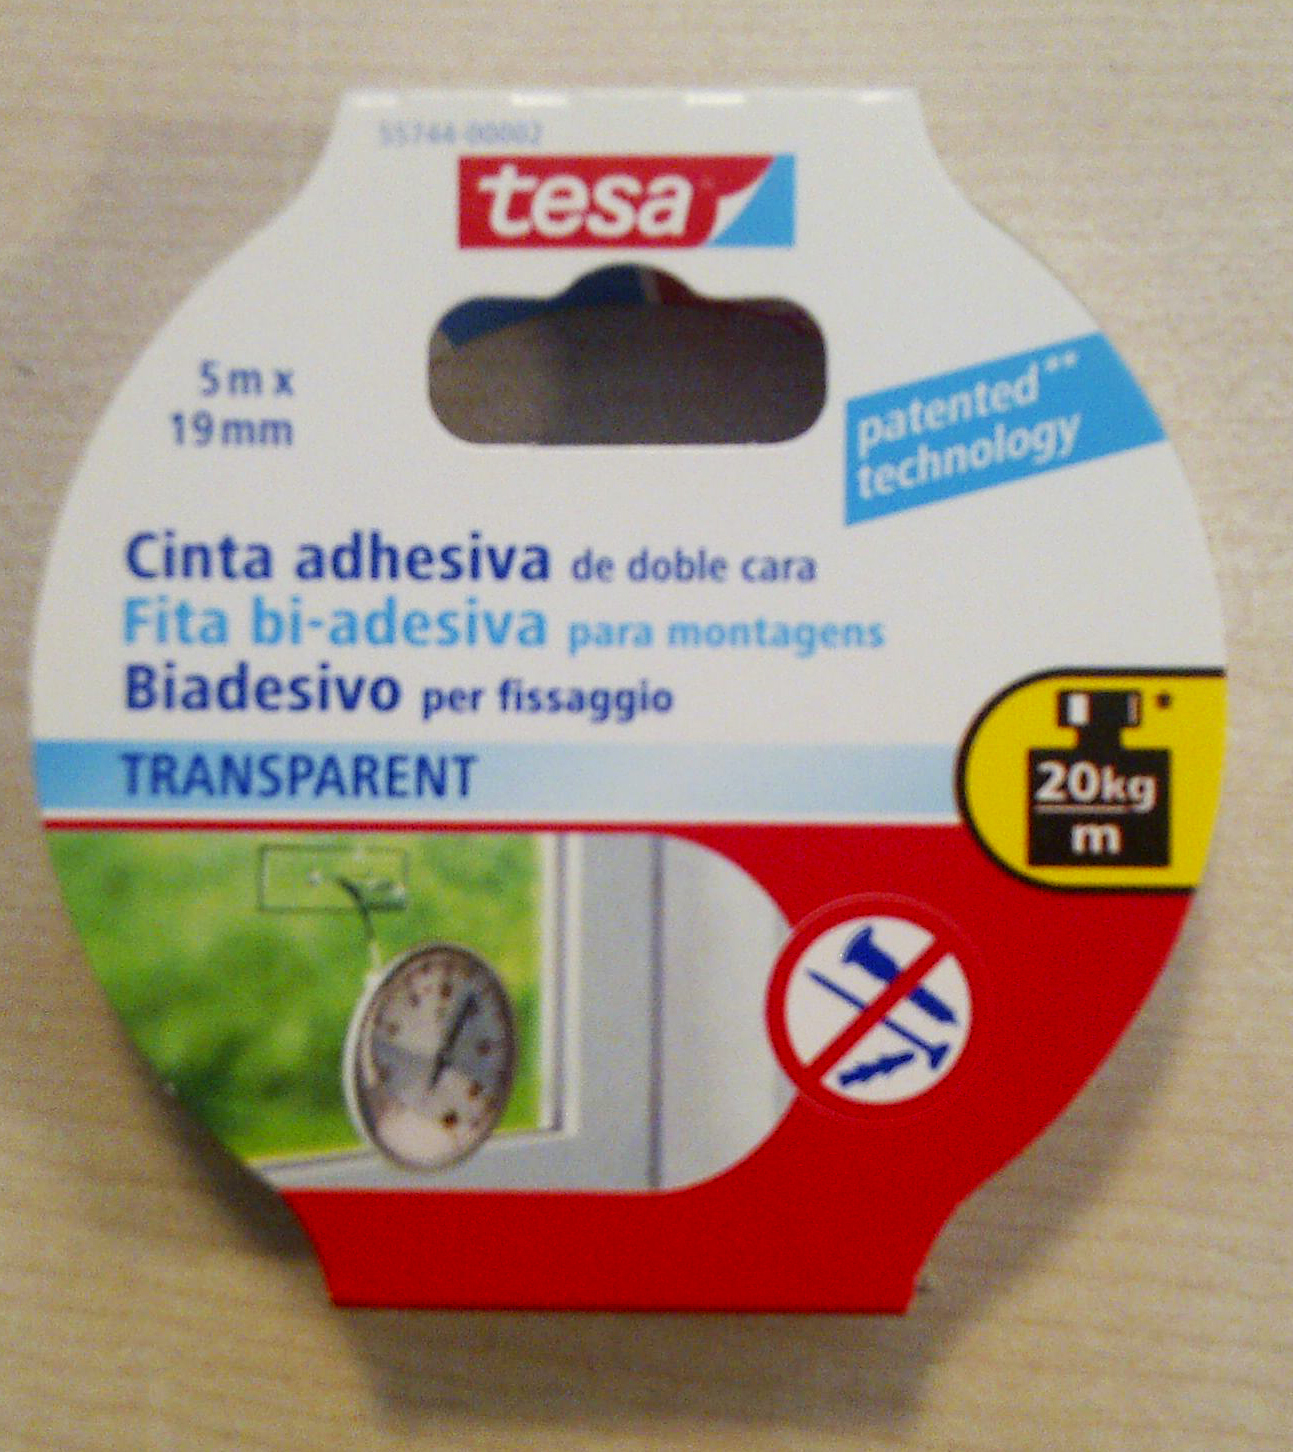 55744-00002
tesa
5 m x
19 mm
patented**
technology
Cinta adhesiva de doble cara
Fita bi-adesiva para montagens
Biadesivo per fissaggio
TRANSPARENT
*
20kg
m